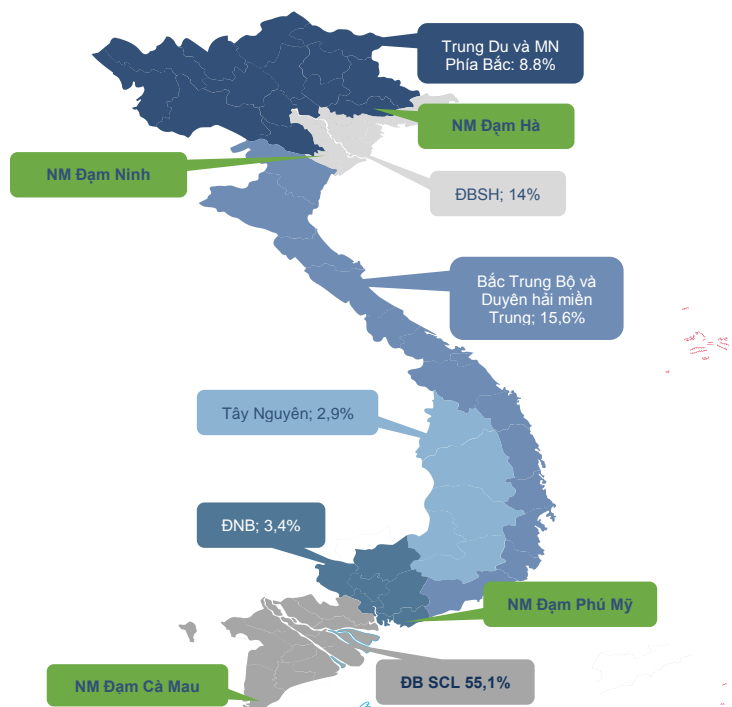 Trung Du và MN
Phía Bắc: 8.8%
NM Đạm Hà
NM Đạm Ninh
ĐBSH; 14%
Bắc Trung Bộ và
Duyên hải miền
Trung; 15,6%
Tây Nguyên; 2,9%
ĐNB; 3,4%
NM Đạm Phú Mỹ
ĐB SCL 55,1%
NM Đạm Cà Mau